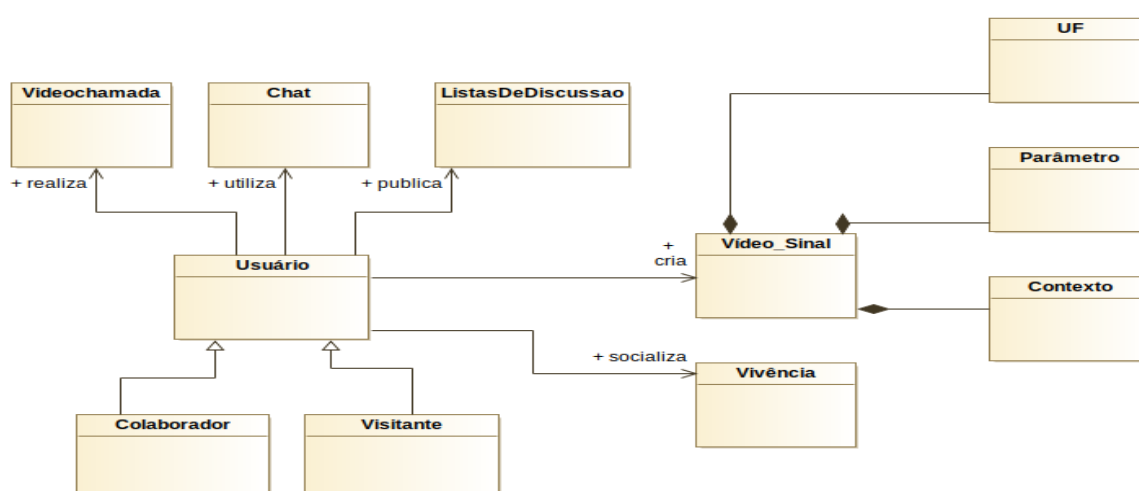 UF
Videochamada
Chat
ListasDeDiscussao
+ realiza
+ utiliza
+ publica
Parâmetro
Usuário
+
cria
Vídeo_Sinal
Contexto
+ socializa
Vivência
Colaborador
Visitante